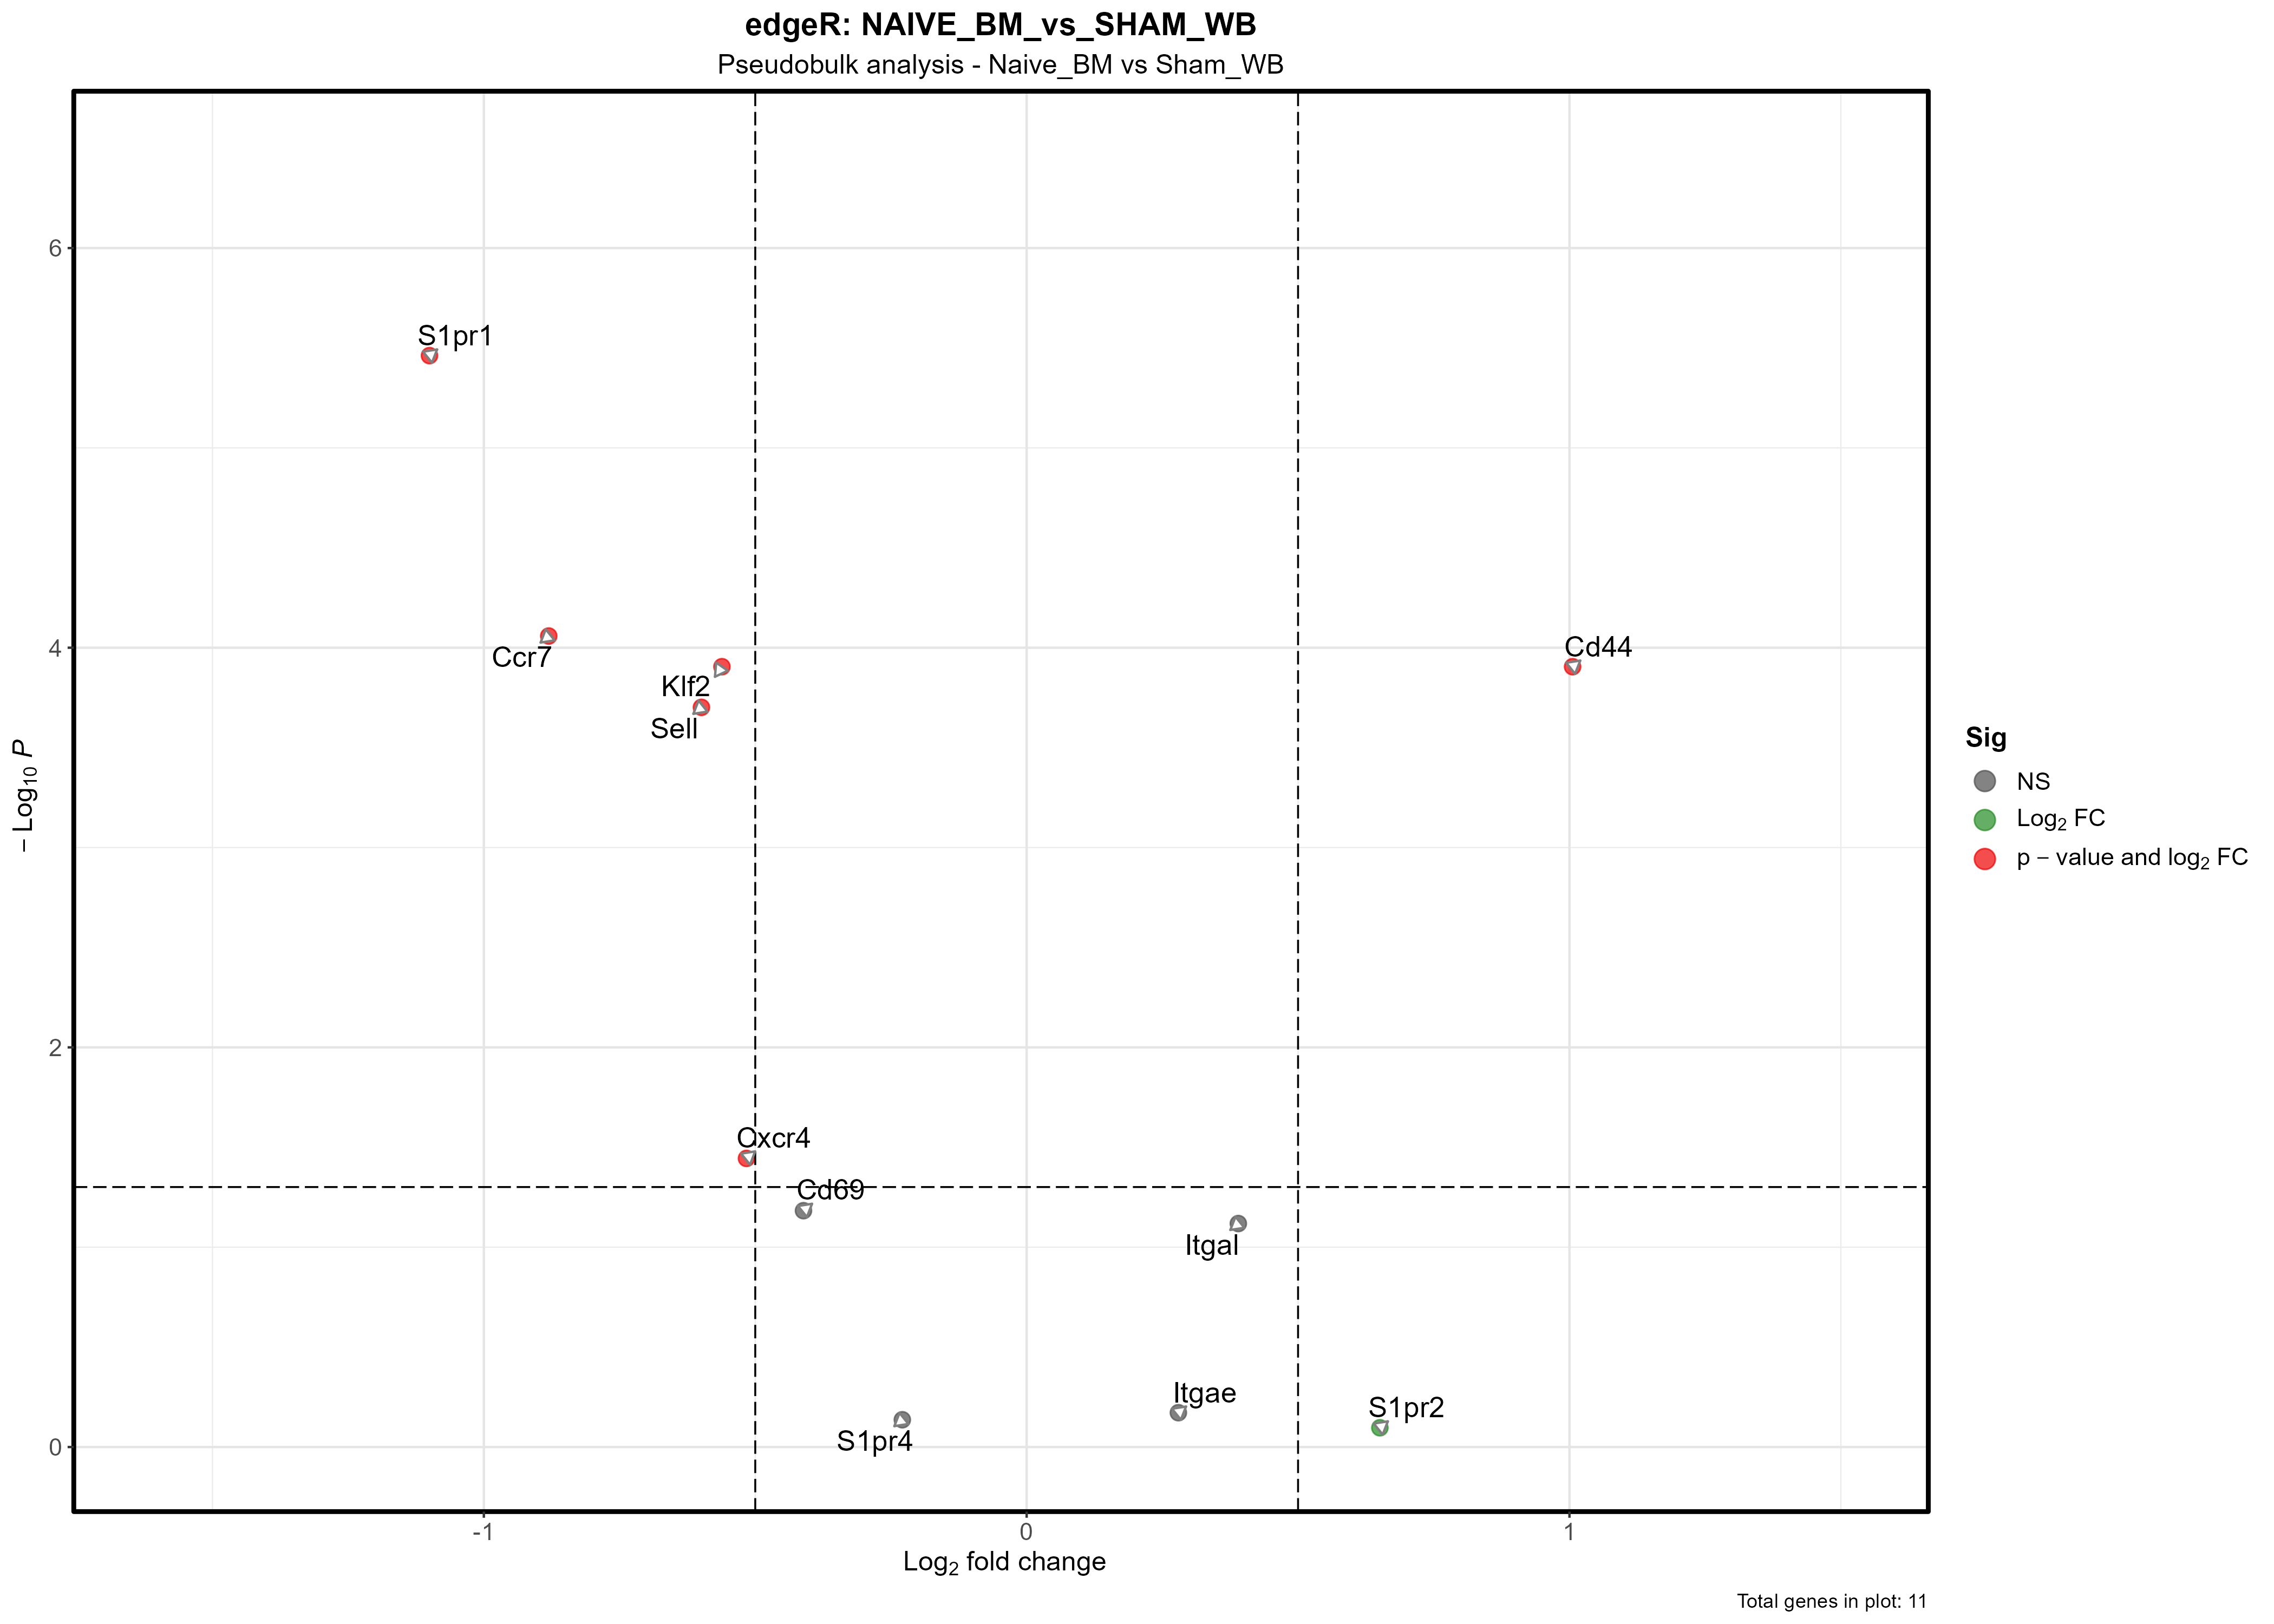 edgeR: NAIVE_BM_vs_SHAM_WB
Pseudobulk analysis - Naive_BM vs Sham_WB
6
4
2
0
− Log10 P
S1pr1
Ccr7
Klf2
Sell
Cd44
Cxcr4
Cd69
Itgal
Itgae
S1pr4
S1pr2
-1
0
1
Log2 fold change
Sig
NS
Log2 FC
p − value and log2 FC
Total genes in plot: 11